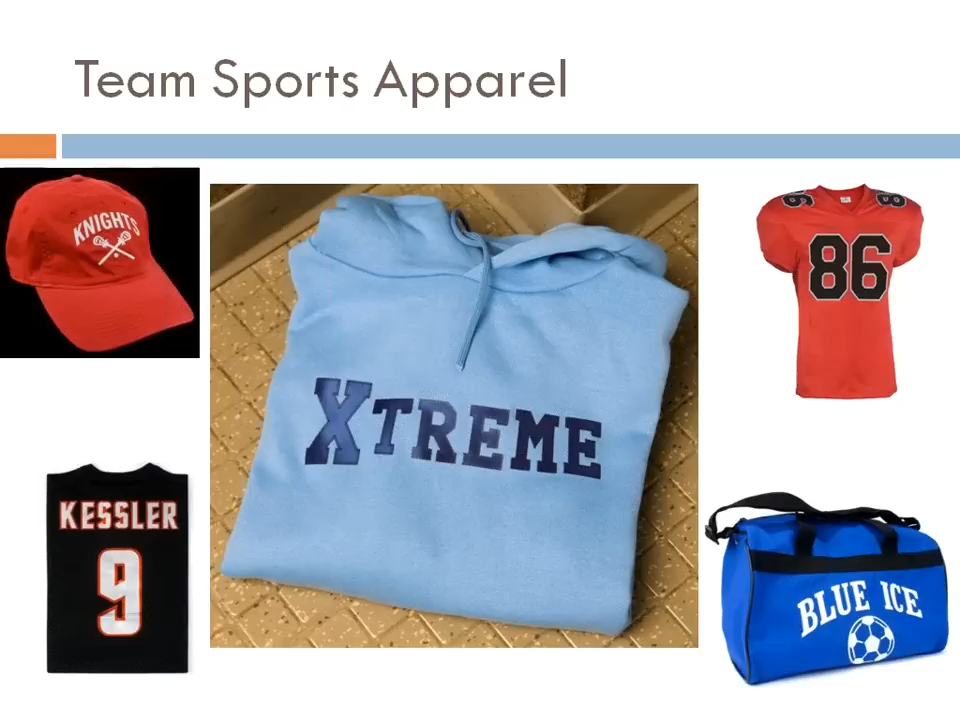 Team Sports Apparel
KNIGHTS
XTREME
86
KESSLER
9
BLUE ICE